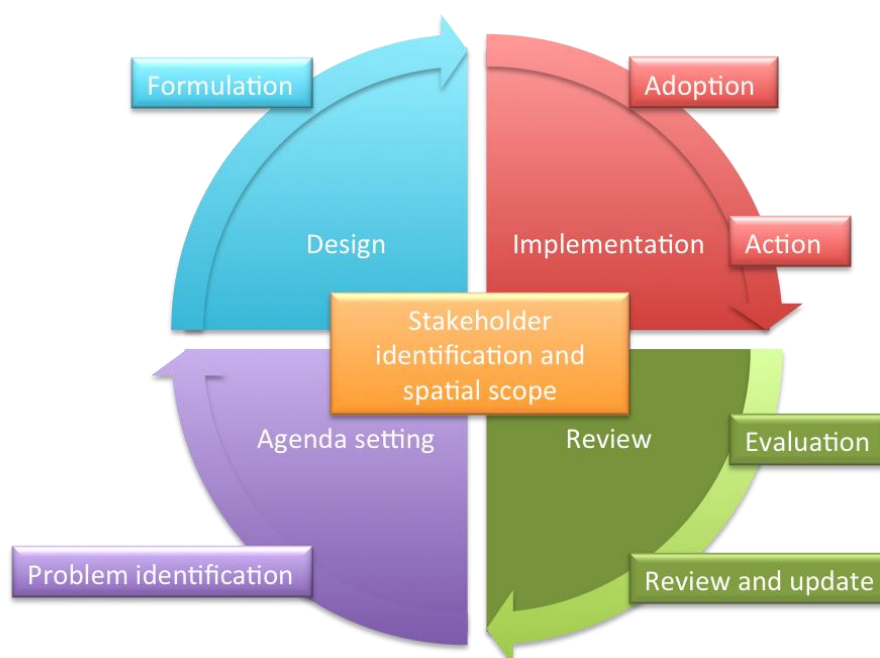 Formulation
Adoption
Design
Implementation
Action
Stakeholder
identification and
spatial scope
Agenda setting
Review
Evaluation
Problem identification
Review and update